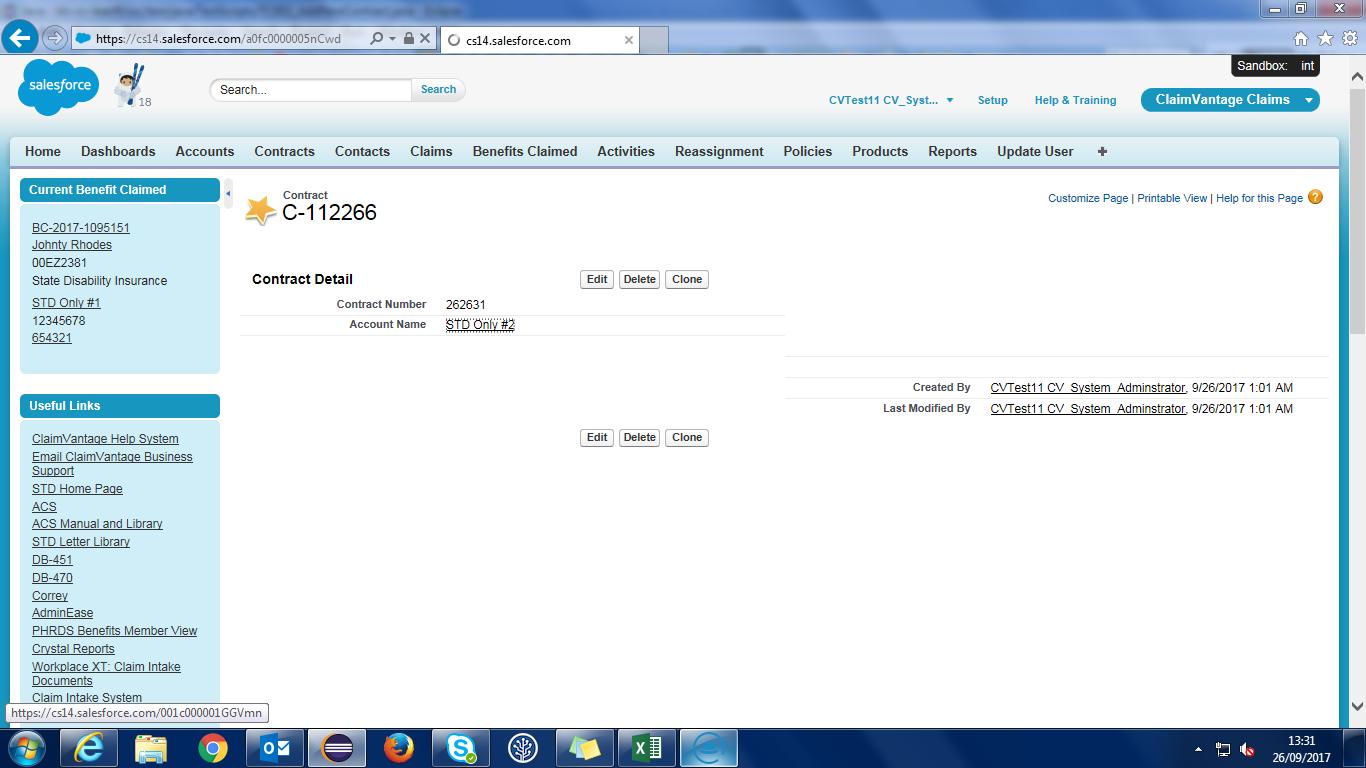 https://cs14.salesforce.com/a0fc0000005nCwd
cs14.salesforce.com
Sandbox: int
salesforce
18
Search...
Search
CVTest11 CV_Syst...
Setup
Help & Training
ClaimVantage Claims
Home Dashboards Accounts Contracts Contacts Claims Benefits Claimed Activities Reassignment Policies Products Reports Update User +
Current Benefit Claimed
BC-2017-1095151
Johnty Rhodes
00EZ2381
State Disability Insurance
STD Only #1
12345678
654321
Useful Links
ClaimVantage Help System
Email ClaimVantage Business
Support
STD Home Page
ACS
ACS Manual and Library
STD Letter Library
DB-451
DB-470
Correy
AdminEase
PHRDS Benefits Member View
Crystal Reports
Workplace XT: Claim Intake
Documents
Claim Intake System
Contract
C-112266
Customize Page | Printable View | Help for this Page ?
Contract Detail
Edit Delete Clone
Contract Number 262631
Account Name STD Only #2
Created By CVTest11 CV_System_Adminstrator, 9/26/2017 1:01 AM
Last Modified By CVTest11 CV_System_Adminstrator, 9/26/2017 1:01 AM
Edit Delete Clone
https://cs14.salesforce.com/001c000001GGVmn
13:31
26/09/2017